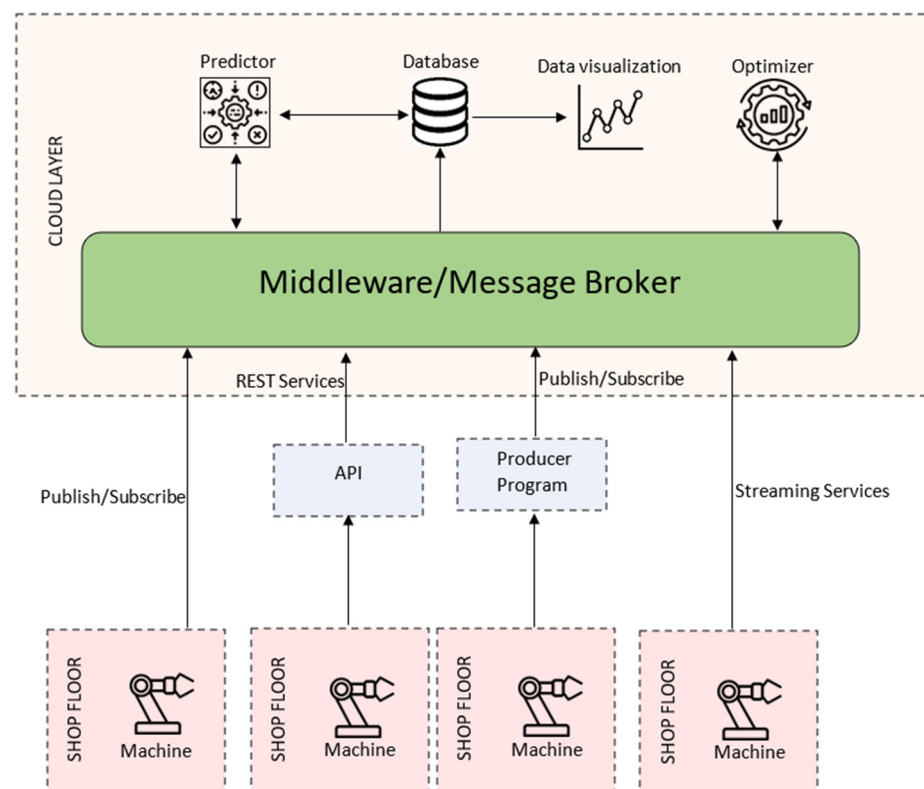 Predictor
Database
Data visualization
Optimizer
CLOUD LAYER
Middleware/Message Broker
REST Services
Publish/Subscribe
API
Producer
Program
Publish/Subscribe
Streaming Services
SHOP FLOOR
Machine
SHOP FLOOR
Machine
SHOP FLOOR
Machine
SHOP FLOOR
Machine